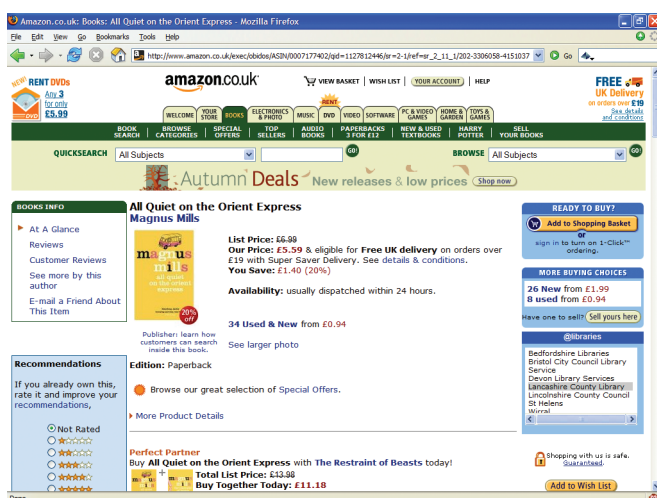 Amazon.co.uk: Books: All Quiet on the Orient Express - Mozilla Firefox
File Edit View Go Bookmarks Tools Help
http://www.amazon.co.uk/exec/obidos/ASIN/0007177402/qid=1127812446/sr=2-1/ref=sr_2_11_1/202-3306058-4151037 Go
NEW! RENT DVDs
Any 3
for only
£5.99
DVD
amazon.co.uk
VIEW BASKET | WISH LIST | YOUR ACCOUNT | HELP
FREE
UK Delivery
on orders over £19
See details
and conditions
RENT
WELCOME YOUR STORE BOOKS ELECTRONICS & PHOTO MUSIC DVD VIDEO SOFTWARE PC & VIDEO GAMES HOME & GARDEN TOYS & GAMES
BOOK SEARCH | BROWSE CATEGORIES | SPECIAL OFFERS | TOP SELLERS | AUDIO BOOKS | PAPERBACKS 3 FOR £12 | NEW & USED TEXTBOOKS | HARRY POTTER | SELL YOUR BOOKS
QUICKSEARCH All Subjects GO! BROWSE All Subjects GO!
Autumn Deals New releases & low prices Shop now
BOOKS INFO
At A Glance
Reviews
Customer Reviews
See more by this
author
E-mail a Friend About
This Item
Recommendations
If you already own this,
rate it and improve your
recommendations,
Not Rated
All Quiet on the Orient Express
Magnus Mills
magnus
mills
all quiet
on the orient
express
20%
off
Publisher: learn how
customers can search
inside this book.
List Price: £6.99
Our Price: £5.59 & eligible for Free UK delivery on orders over
£19 with Super Saver Delivery. See details & conditions.
You Save: £1.40 (20%)
Availability: usually dispatched within 24 hours.
34 Used & New from £0.94
See larger photo
Edition: Paperback
Browse our great selection of Special Offers.
More Product Details
Perfect Partner
Buy All Quiet on the Orient Express with The Restraint of Beasts today!
Total List Price: £13.98
Buy Together Today: £11.18
READY TO BUY?
Add to Shopping Basket
or
sign in to turn on 1-Click™
ordering.
MORE BUYING CHOICES
26 New from £1.99
8 used from £0.94
Have one to sell? Sell yours here
@libraries
Bedfordshire Libraries
Bristol City Council Library
Service
Devon Library Services
Lancashire County Library
Lincolnshire County Council
St Helens
Wirral
Shopping with us is safe.
Guaranteed.
Add to Wish List